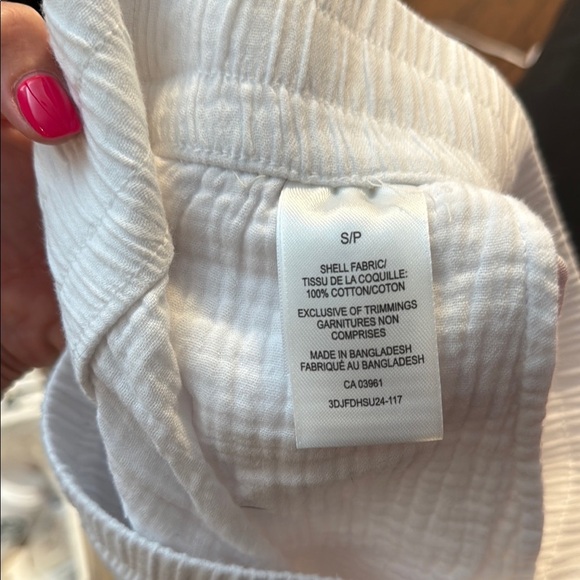 S/P
SHELL FABRIC/
TISSU DE LA COQUILLE:
100% COTTON/COTON
EXCLUSIVE OF TRIMMINGS
GARNITURES NON
COMPRISES
MADE IN BANGLADESH
FABRIQUÉ AU BANGLADESH
CA 03961
3DJFDHSU24-117